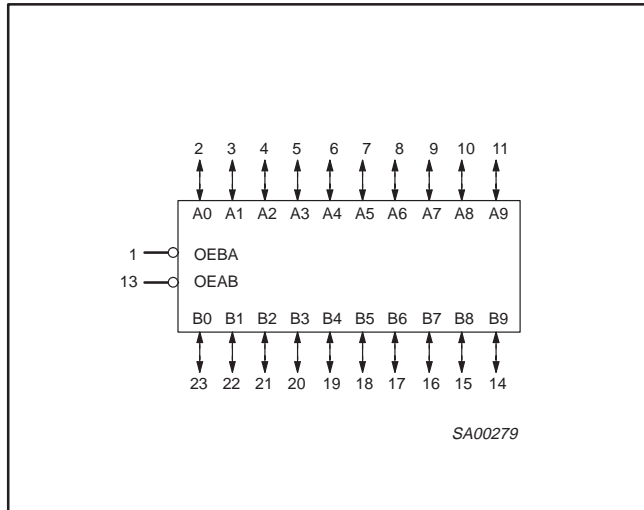 2 3 4 5 6 7 8 9 10 11
A0 A1 A2 A3 A4 A5 A6 A7 A8 A9
1 OEBA
13 OEAB
B0 B1 B2 B3 B4 B5 B6 B7 B8 B9
23 22 21 20 19 18 17 16 15 14
SA00279